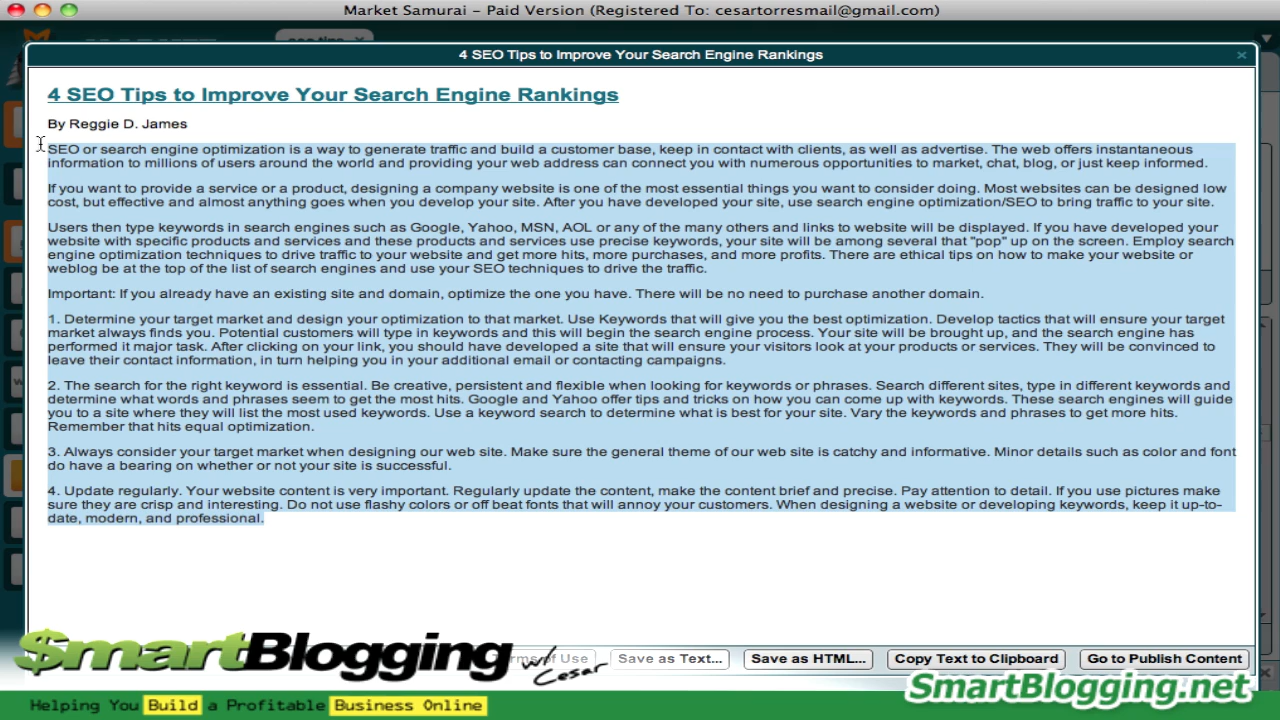 Market Samurai - Paid Version (Registered To: cesartorresmail@gmail.com)
4 SEO Tips to Improve Your Search Engine Rankings
4 SEO Tips to Improve Your Search Engine Rankings
By Reggie D. James
SEO or search engine optimization is a way to generate traffic and build a customer base, keep in contact with clients, as well as advertise. The web offers instantaneous
information to millions of users around the world and providing your web address can connect you with numerous opportunities to market, chat, blog, or just keep informed.
If you want to provide a service or a product, designing a company website is one of the most essential things you want to consider doing. Most websites can be designed low
cost, but effective and almost anything goes when you develop your site. After you have developed your site, use search engine optimization/SEO to bring traffic to your site.
Users then type keywords in search engines such as Google, Yahoo, MSN, AOL or any of the many others and links to website will be displayed. If you have developed your
website with specific products and services and these products and services use precise keywords, your site will be among several that "pop" up on the screen. Employ search
engine optimization techniques to drive traffic to your website and get more hits, more purchases, and more profits. There are ethical tips on how to make your website or
weblog be at the top of the list of search engines and use your SEO techniques to drive the traffic.
Important: If you already have an existing site and domain, optimize the one you have. There will be no need to purchase another domain.
1. Determine your target market and design your optimization to that market. Use Keywords that will give you the best optimization. Develop tactics that will ensure your target
market always finds you. Potential customers will type in keywords and this will begin the search engine process. Your site will be brought up, and the search engine has
performed it major task. After clicking on your link, you should have developed a site that will ensure your visitors look at your products or services. They will be convinced to
leave their contact information, in turn helping you in your additional email or contacting campaigns.
2. The search for the right keyword is essential. Be creative, persistent and flexible when looking for keywords or phrases. Search different sites, type in different keywords and
determine what words and phrases seem to get the most hits. Google and Yahoo offer tips and tricks on how you can come up with keywords. These search engines will guide
you to a site where they will list the most used keywords. Use a keyword search to determine what is best for your site. Vary the keywords and phrases to get more hits.
Remember that hits equal optimization.
3. Always consider your target market when designing our web site. Make sure the general theme of our web site is catchy and informative. Minor details such as color and font
do have a bearing on whether or not your site is successful.
4. Update regularly. Your website content is very important. Regularly update the content, make the content brief and precise. Pay attention to detail. If you use pictures make
sure they are crisp and interesting. Do not use flashy colors or off beat fonts that will annoy your customers. When designing a website or developing keywords, keep it up-to-
date, modern, and professional.
$martBlogging w/ Cesar
Terms of Use Save as Text... Save as HTML... Copy Text to Clipboard Go to Publish Content
SmartBlogging.net
Helping You Build a Profitable Business Online